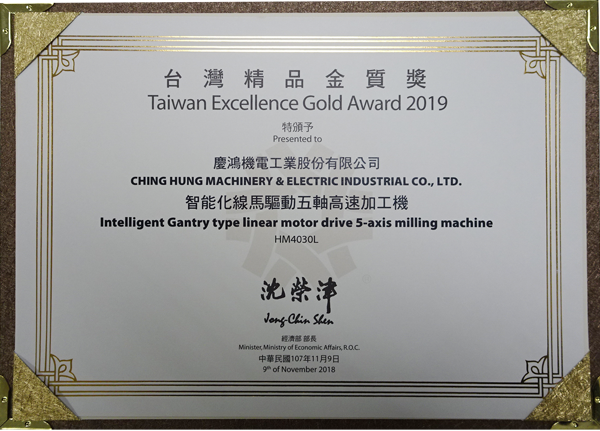 台灣精品金質獎
Taiwan Excellence Gold Award 2019
特頒予
Presented to
慶鴻機電工業股份有限公司
CHING HUNG MACHINERY & ELECTRIC INDUSTRIAL CO., LTD.
智能化線馬驅動五軸高速加工機
Intelligent Gantry type linear motor drive 5-axis milling machine
HM4030L
沈榮津
Jong-Chin Shen
經濟部 部長
Minister, Ministry of Economic Affairs, R.O.C.
中華民國107年11月9日
9th of November 2018